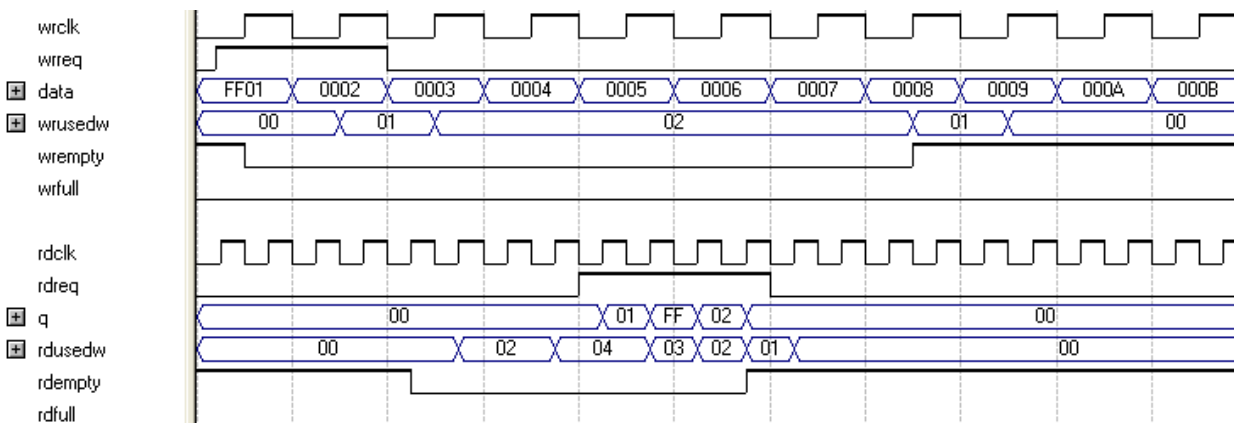 wrclk
wrreq
data FF01 0002 0003 0004 0005 0006 0007 0008 0009 000A 000B
wrusedw 00 01 02 01 00
wrempty
wrfull
rdclk
rdreq
q 00 01 FF 02 00
rdusedw 00 02 04 03 02 01 00
rdempty
rdfull